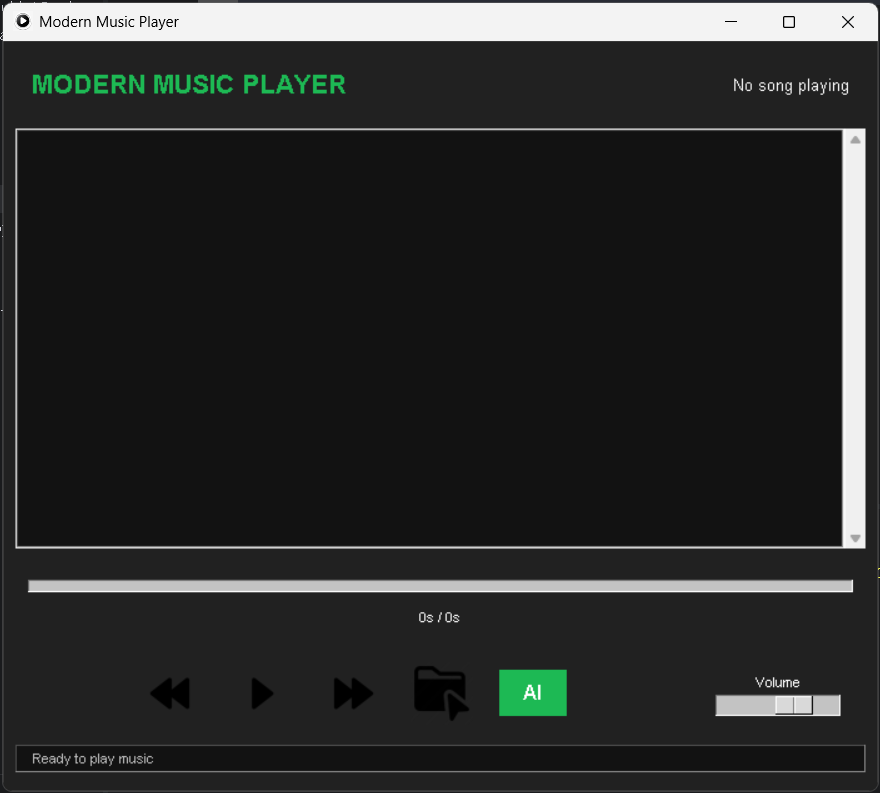 Modern Music Player
MODERN MUSIC PLAYER
No song playing
0s / 0s
AI
Volume
Ready to play music